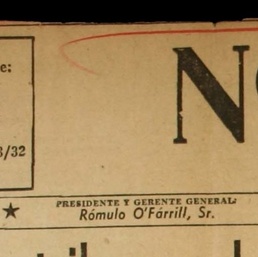 e:
3/32
PRESIDENTE Y GERENTE GENERAL:
Rómulo O'Fárrill, Sr.